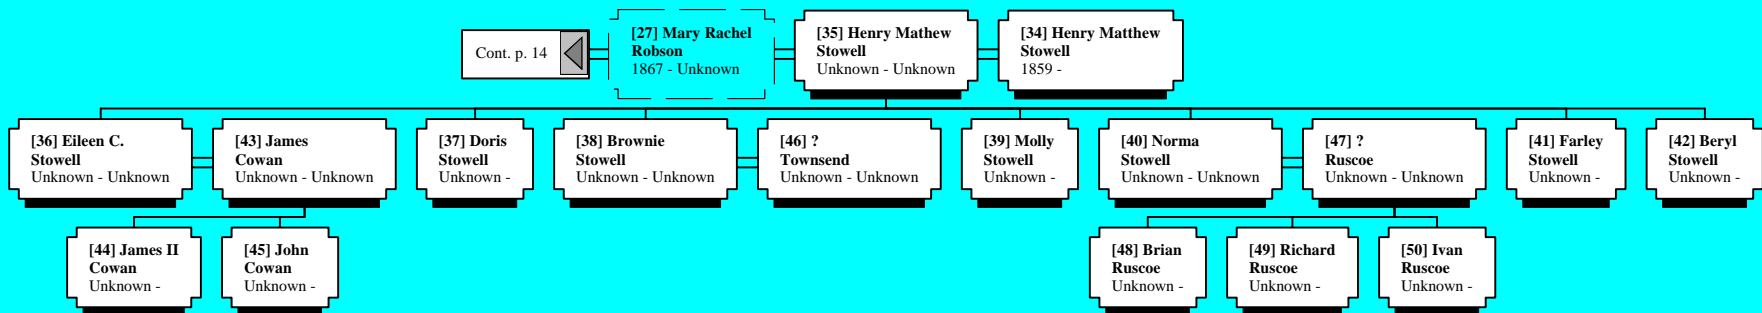 Cont. p. 14
[27] Mary Rachel
Robson
1867 - Unknown
[35] Henry Mathew
Stowell
Unknown - Unknown
[34] Henry Matthew
Stowell
1859 -
[36] Eileen C.
Stowell
Unknown - Unknown
[43] James
Cowan
Unknown - Unknown
[37] Doris
Stowell
Unknown -
[38] Brownie
Stowell
Unknown - Unknown
[46] ?
Townsend
Unknown - Unknown
[39] Molly
Stowell
Unknown -
[40] Norma
Stowell
Unknown - Unknown
[47] ?
Ruscoe
Unknown - Unknown
[41] Farley
Stowell
Unknown -
[42] Beryl
Stowell
Unknown -
[44] James II
Cowan
Unknown -
[45] John
Cowan
Unknown -
[48] Brian
Ruscoe
Unknown -
[49] Richard
Ruscoe
Unknown -
[50] Ivan
Ruscoe
Unknown -